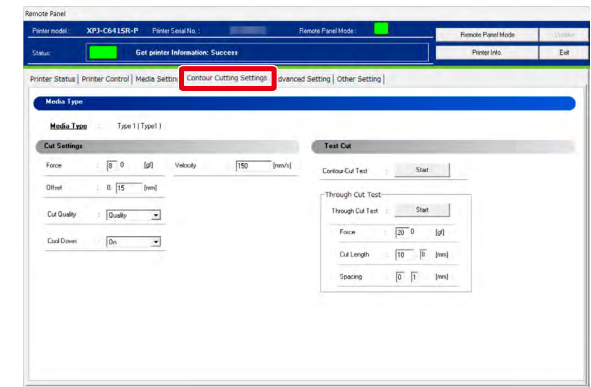 Remote Panel
Printer model : XPJ-C641SR-P Printer Serial No. : Remote Panel Mode : Remote Panel Mode
Status: Get printer Information: Success Printer Info. Exit
Printer Status Printer Control Media Settin Contour Cutting Settings dvanced Setting Other Setting
Media Type
Media Type : Type 1 ( Type1 )
Cut Settings Test Cut
Force : 8 0 [gf] Velocity : 150 [mm/s] Contour Cut Test : Start
Offset : 0. 15 [mm] Through Cut Test
Cut Quality : Quality Through Cut Test : Start
Cool Down : On Force : 20 0 [gf]
Cut Length : 10 . 0 [mm]
Spacing : 0 . 1 [mm]